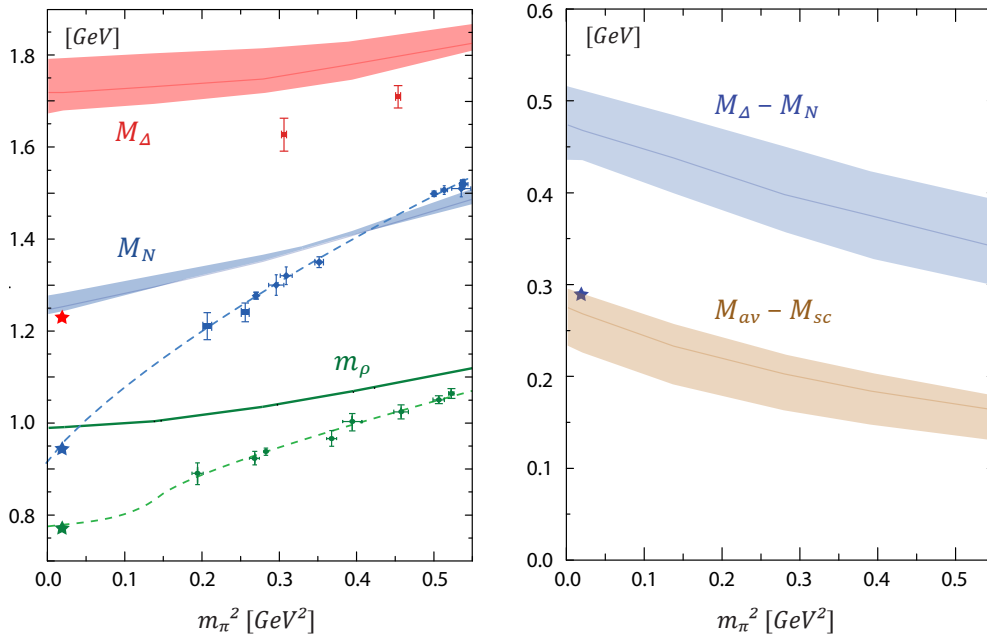 [GeV]
1.8
1.6
1.4
1.2
1.0
0.8
M_Δ
M_N
m_ρ
0.0 0.1 0.2 0.3 0.4 0.5
m_π² [GeV²]
0.6
[GeV]
0.5
0.4
0.3
0.2
0.1
0.0
M_Δ − M_N
M_av − M_sc
0.0 0.1 0.2 0.3 0.4 0.5
m_π² [GeV²]